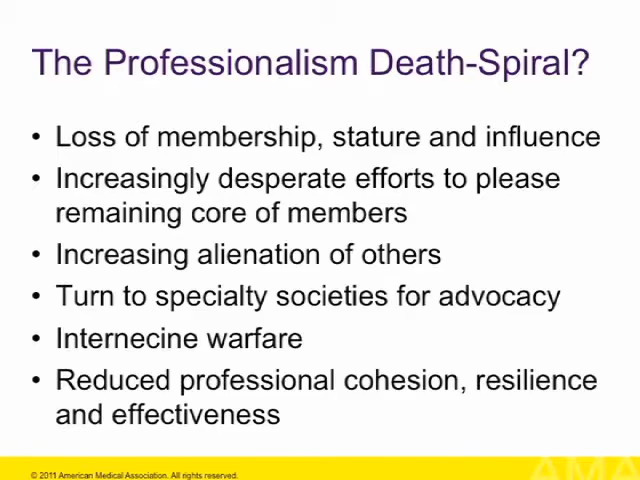 The Professionalism Death-Spiral?
• Loss of membership, stature and influence
• Increasingly desperate efforts to please
remaining core of members
• Increasing alienation of others
• Turn to specialty societies for advocacy
• Internecine warfare
• Reduced professional cohesion, resilience
and effectiveness
© 2011 American Medical Association. All rights reserved.
AMA